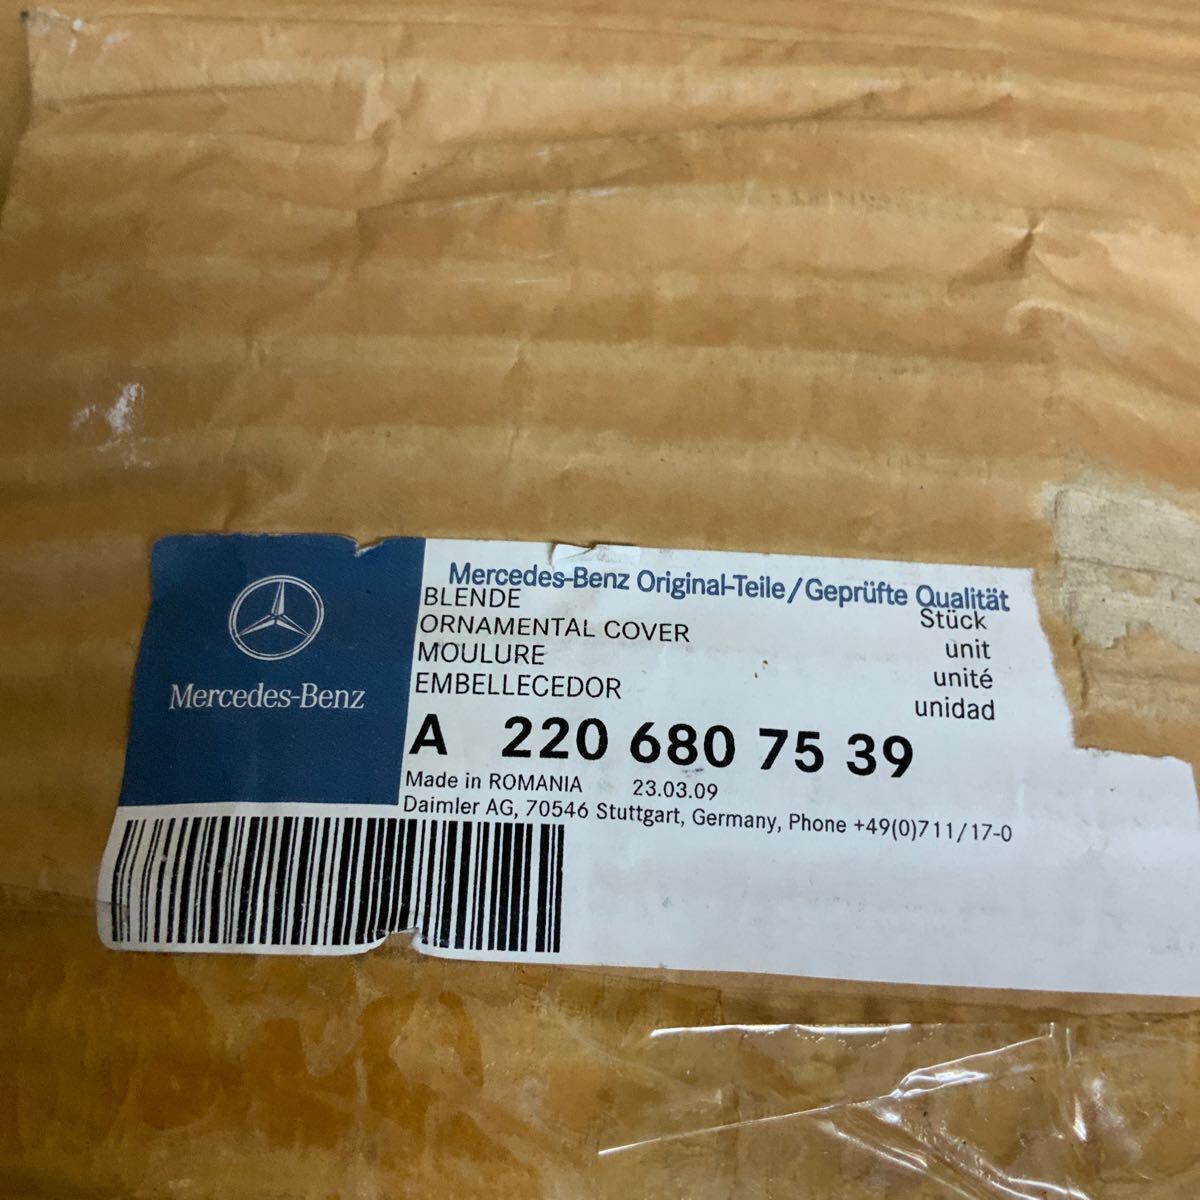 Mercedes-Benz
Mercedes-Benz Original-Teile/Geprüfte Qualität
BLENDE Stück
ORNAMENTAL COVER unit
MOULURE unité
EMBELLECEDOR unidad
A 220 680 75 39
Made in ROMANIA 23.03.09
Daimler AG, 70546 Stuttgart, Germany, Phone +49(0)711/17-0